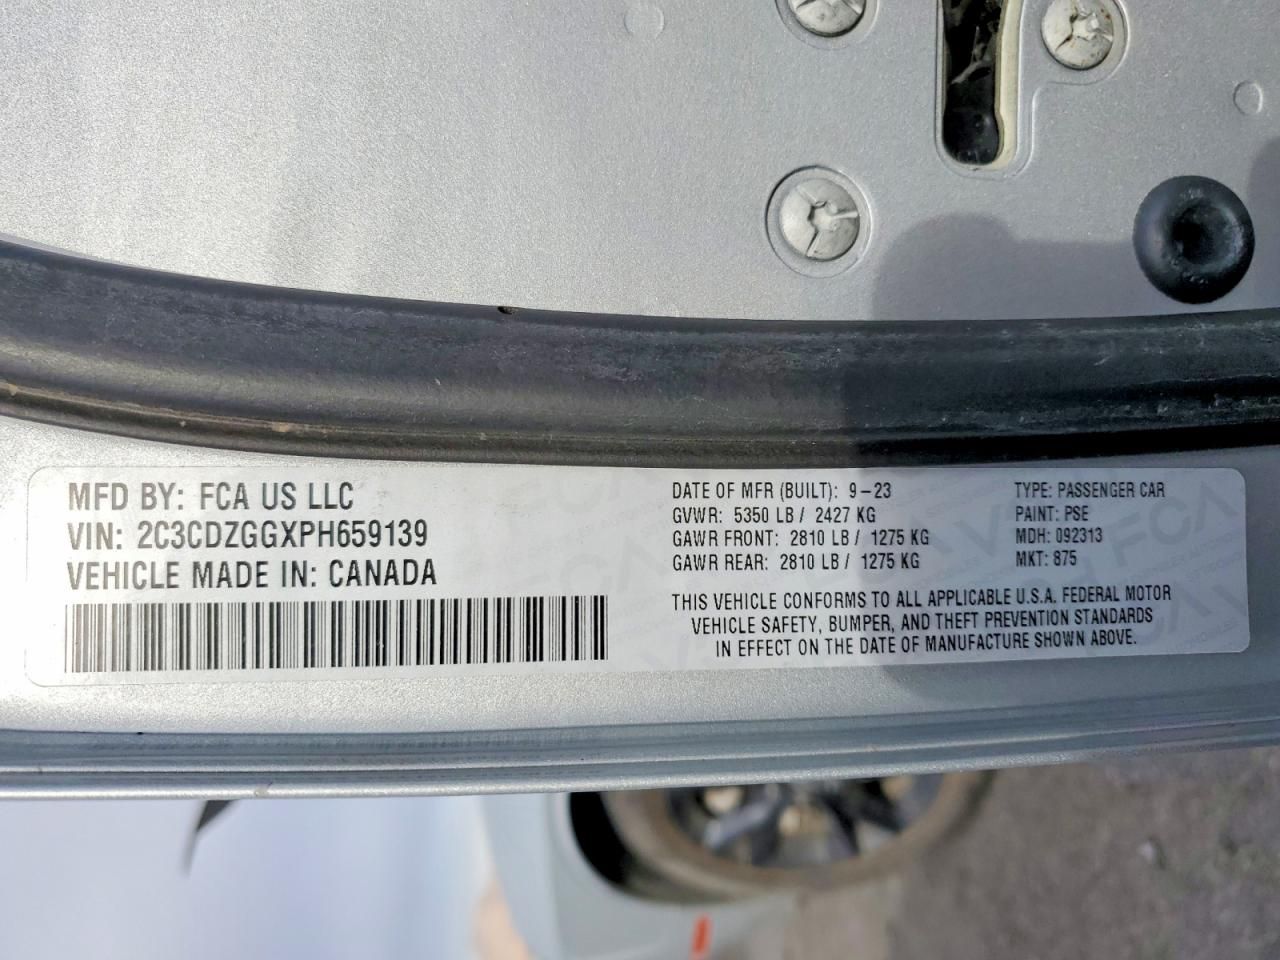 MFD BY: FCA US LLC
VIN: 2C3CDZGGXPH659139
VEHICLE MADE IN: CANADA
DATE OF MFR (BUILT): 9-23
GVWR: 5350 LB / 2427 KG
GAWR FRONT: 2810 LB / 1275 KG
GAWR REAR: 2810 LB / 1275 KG
TYPE: PASSENGER CAR
PAINT: PSE
MDH: 092313
MKT: 875
THIS VEHICLE CONFORMS TO ALL APPLICABLE U.S.A. FEDERAL MOTOR
VEHICLE SAFETY, BUMPER, AND THEFT PREVENTION STANDARDS
IN EFFECT ON THE DATE OF MANUFACTURE SHOWN ABOVE.